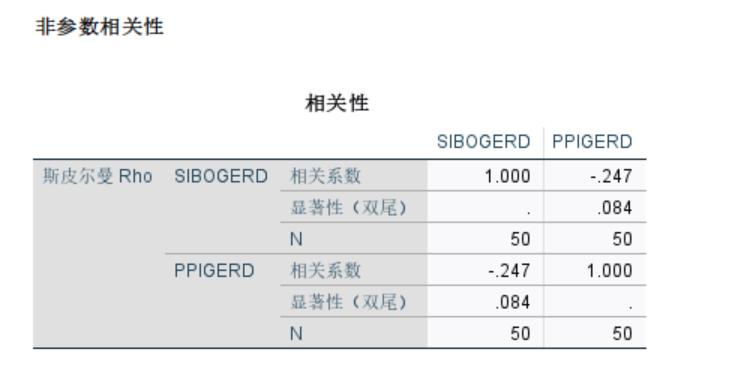 非参数相关性
相关性
SIBOGERD PPIGERD
斯皮尔曼 Rho SIBOGERD 相关系数 1.000 -.247
显著性（双尾） . .084
N 50 50
PPIGERD 相关系数 -.247 1.000
显著性（双尾） .084 .
N 50 50